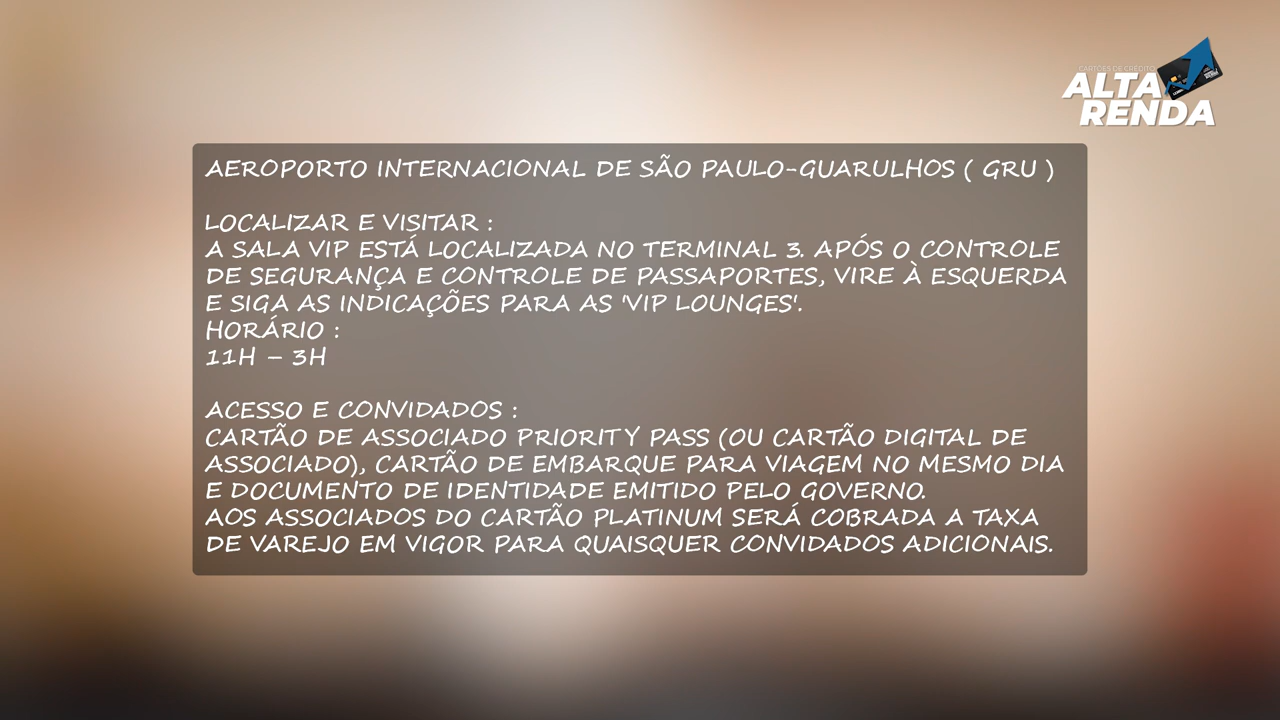 CARTÕES DE CRÉDITO
ALTA
RENDA
AEROPORTO INTERNACIONAL DE SÃO PAULO-GUARULHOS ( GRU )
LOCALIZAR E VISITAR :
A SALA VIP ESTÁ LOCALIZADA NO TERMINAL 3. APÓS O CONTROLE
DE SEGURANÇA E CONTROLE DE PASSAPORTES, VIRE À ESQUERDA
E SIGA AS INDICAÇÕES PARA AS 'VIP LOUNGES'.
HORÁRIO :
11H – 3H
ACESSO E CONVIDADOS :
CARTÃO DE ASSOCIADO PRIORITY PASS (OU CARTÃO DIGITAL DE
ASSOCIADO), CARTÃO DE EMBARQUE PARA VIAGEM NO MESMO DIA
E DOCUMENTO DE IDENTIDADE EMITIDO PELO GOVERNO.
AOS ASSOCIADOS DO CARTÃO PLATINUM SERÁ COBRADA A TAXA
DE VAREJO EM VIGOR PARA QUAISQUER CONVIDADOS ADICIONAIS.